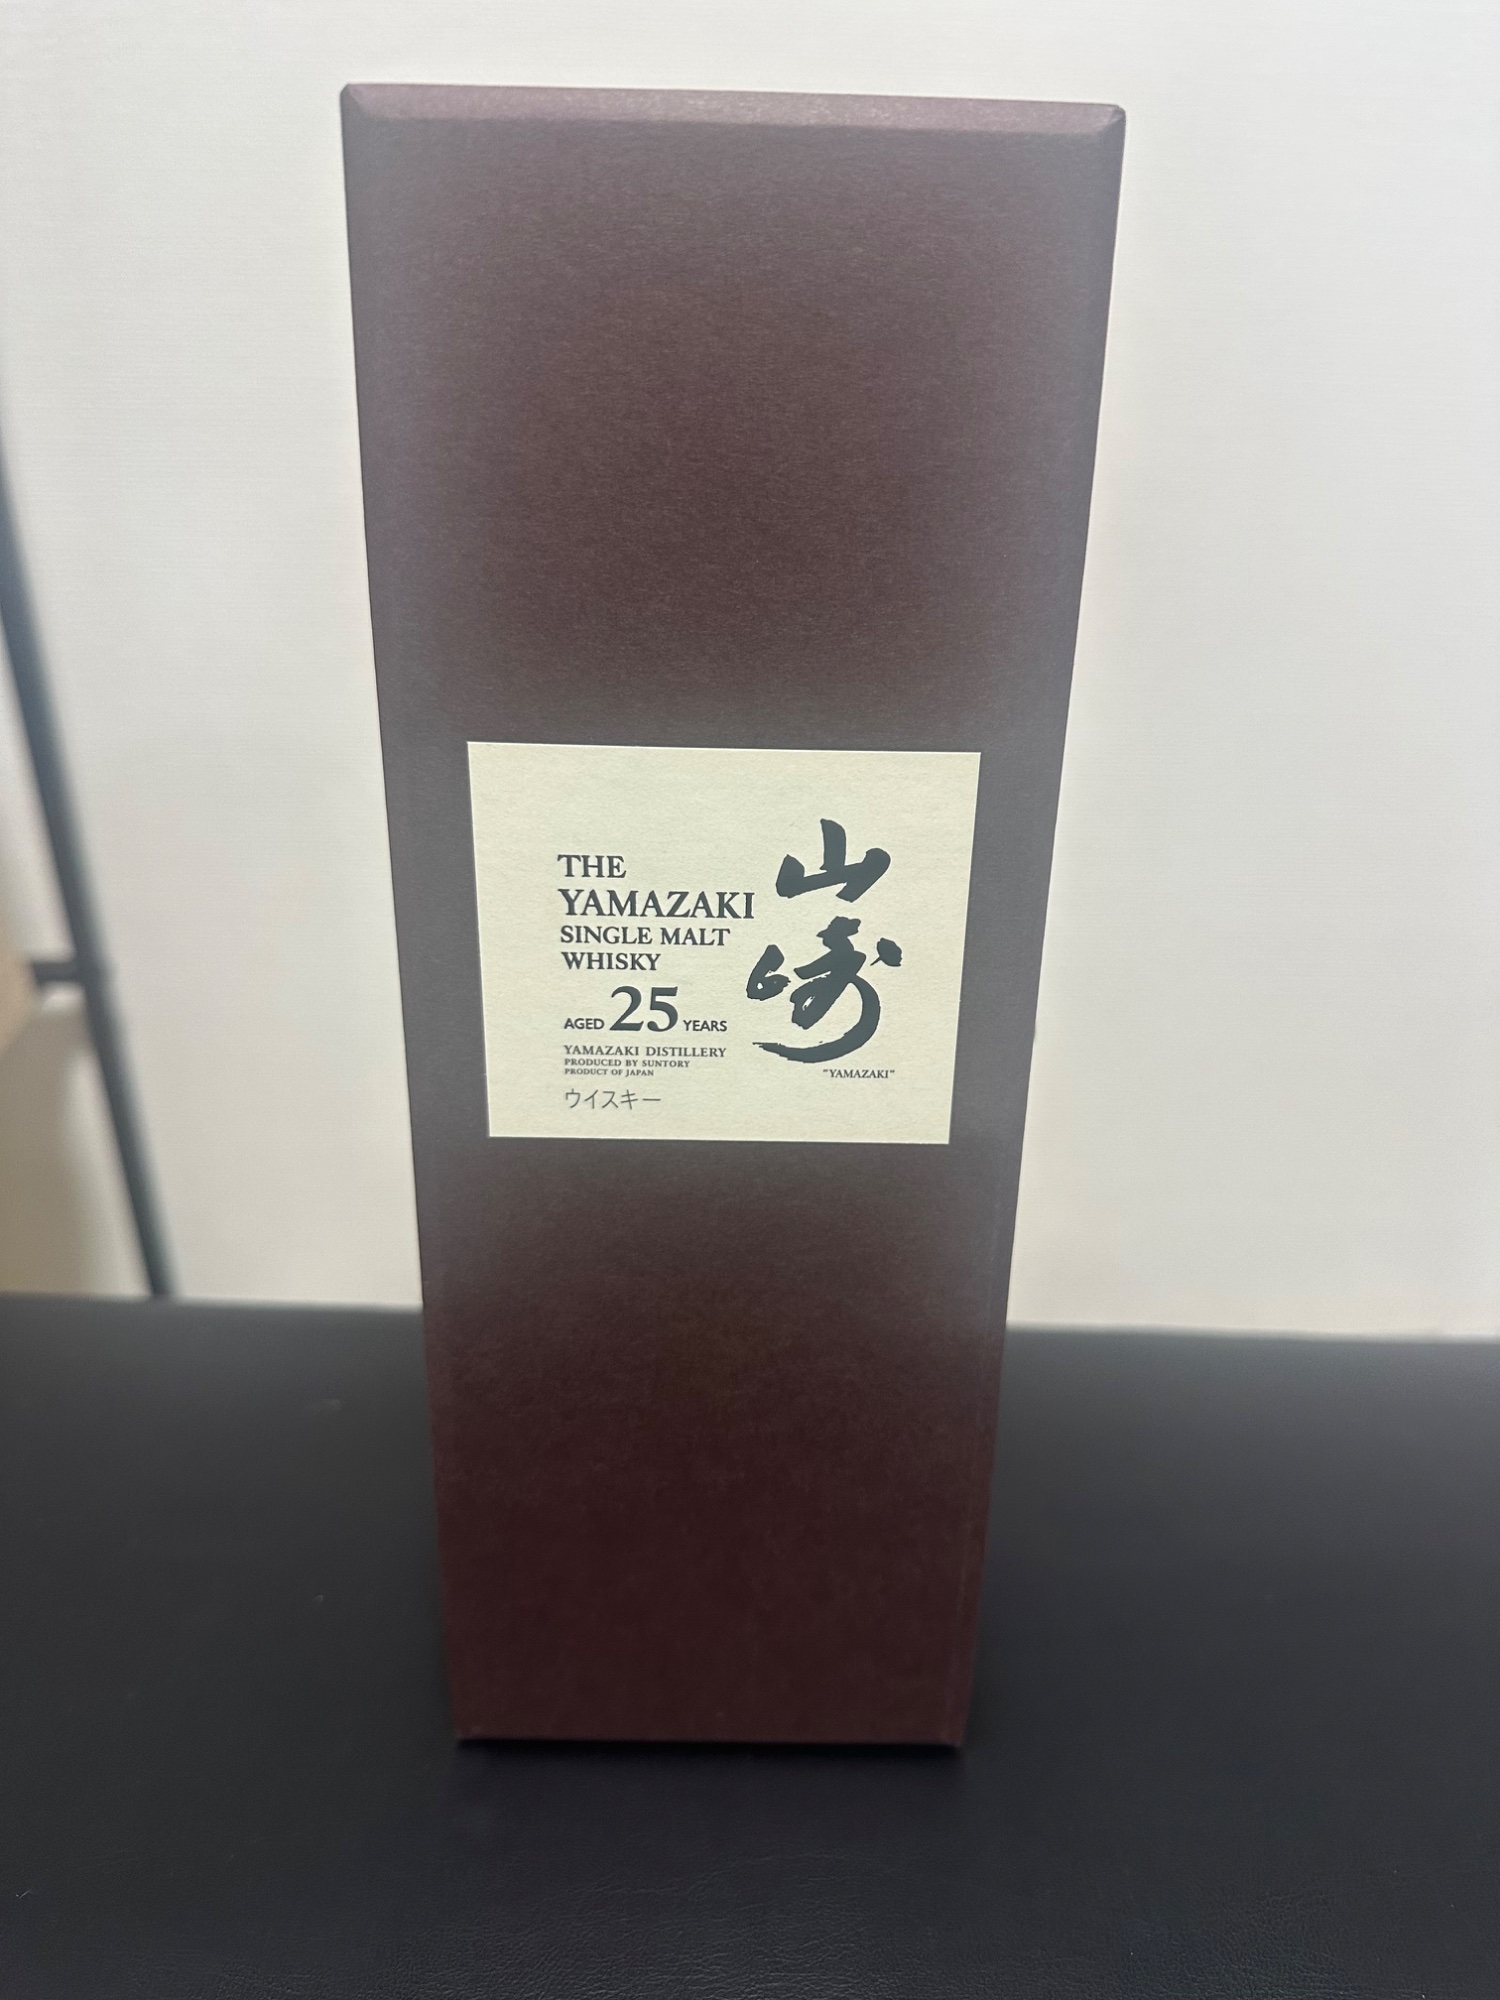 THE
YAMAZAKI
SINGLE MALT
WHISKY
AGED 25 YEARS
YAMAZAKI DISTILLERY
PRODUCED BY SUNTORY
PRODUCT OF JAPAN
ウイスキー
山崎
"YAMAZAKI"